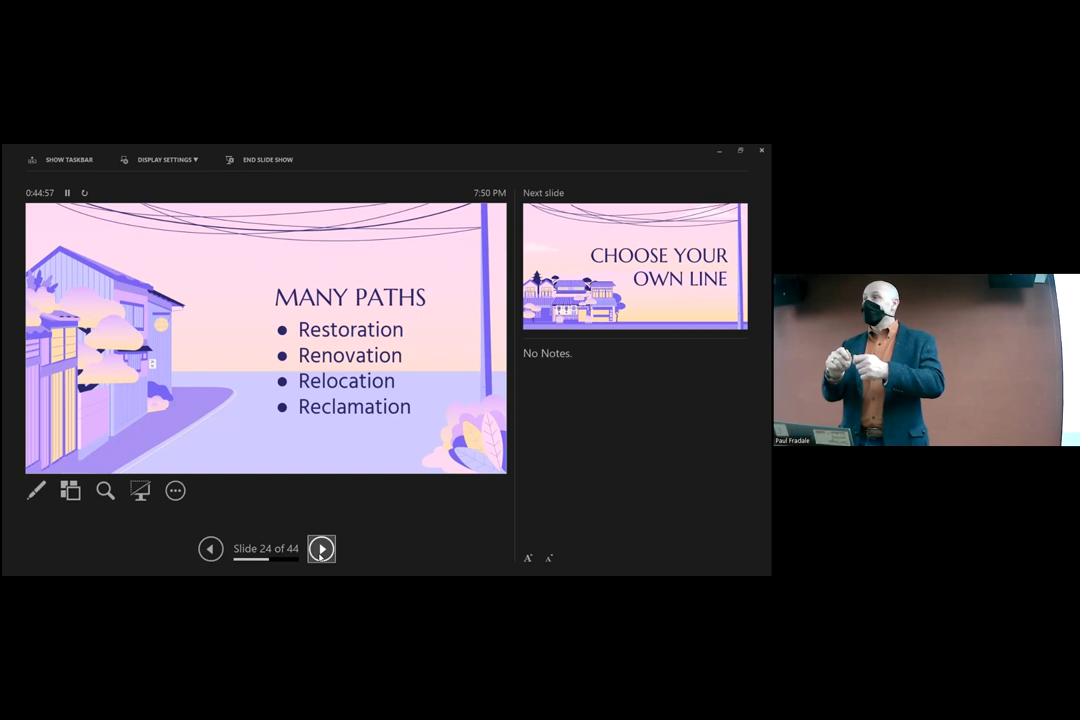 SHOW TASKBAR
DISPLAY SETTINGS ▼
END SLIDE SHOW
0:44:57
7:50 PM
MANY PATHS
● Restoration
● Renovation
● Relocation
● Reclamation
Slide 24 of 44
Next slide
CHOOSE YOUR
OWN LINE
No Notes.
A
A
Paul Fradale